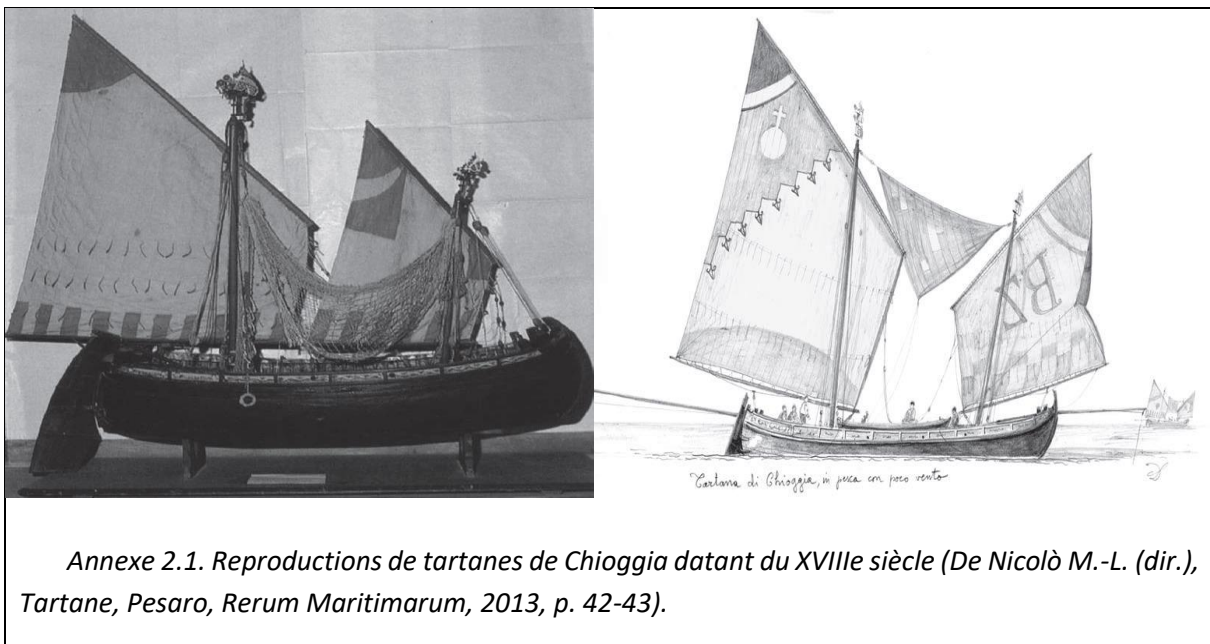 BZ
Tartana di Chioggia, in pesca con poco vento
Annexe 2.1. Reproductions de tartanes de Chioggia datant du XVIIIe siècle (De Nicolò M.-L. (dir.),
Tartane, Pesaro, Rerum Maritimarum, 2013, p. 42-43).